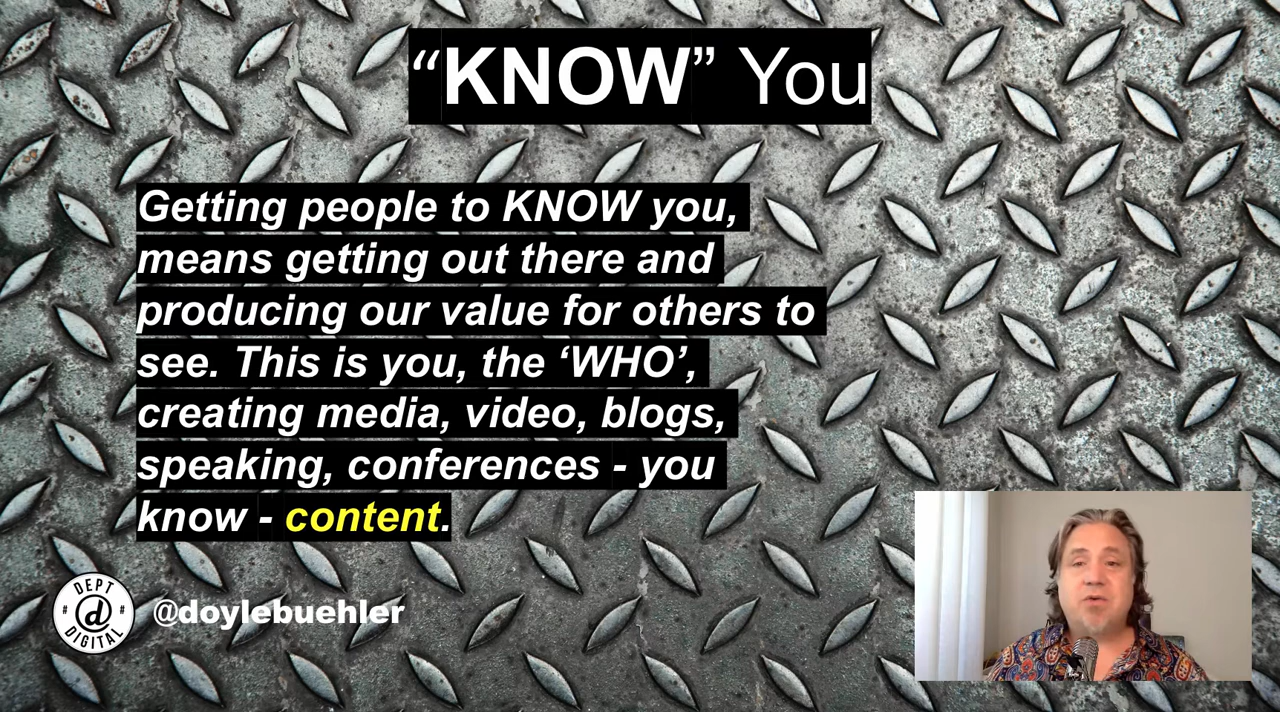 “KNOW” You
Getting people to KNOW you,
means getting out there and
producing our value for others to
see. This is you, the ‘WHO’,
creating media, video, blogs,
speaking, conferences - you
know - content.
DEPT
# d #
DIGITAL
@doylebuehler